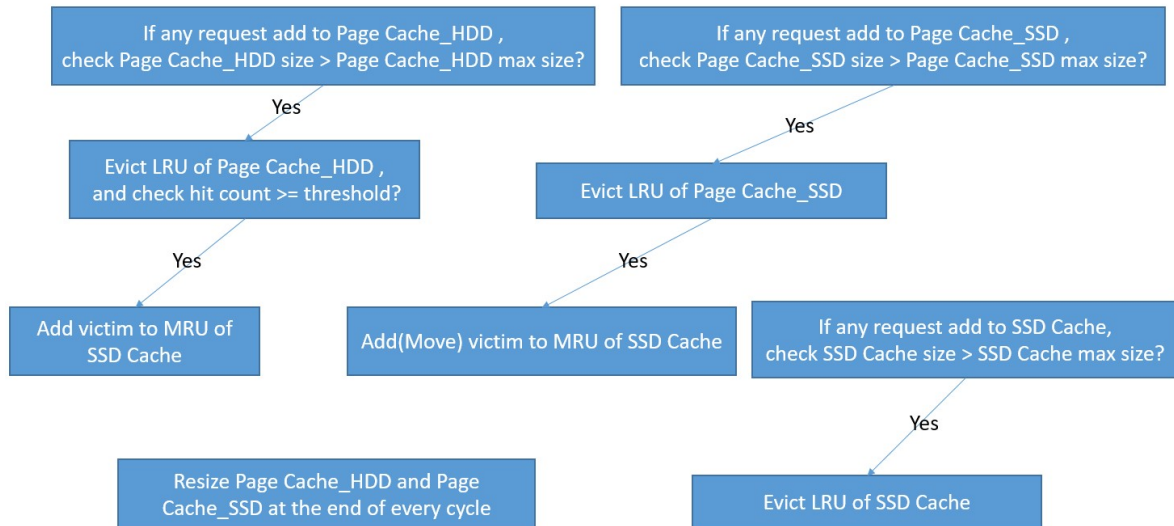 If any request add to Page Cache_HDD ,
check Page Cache_HDD size > Page Cache_HDD max size?
If any request add to Page Cache_SSD ,
check Page Cache_SSD size > Page Cache_SSD max size?
Yes
Yes
Evict LRU of Page Cache_HDD ,
and check hit count >= threshold?
Evict LRU of Page Cache_SSD
Yes
Yes
Add victim to MRU of
SSD Cache
Add(Move) victim to MRU of SSD Cache
If any request add to SSD Cache,
check SSD Cache size > SSD Cache max size?
Yes
Resize Page Cache_HDD and Page
Cache_SSD at the end of every cycle
Evict LRU of SSD Cache